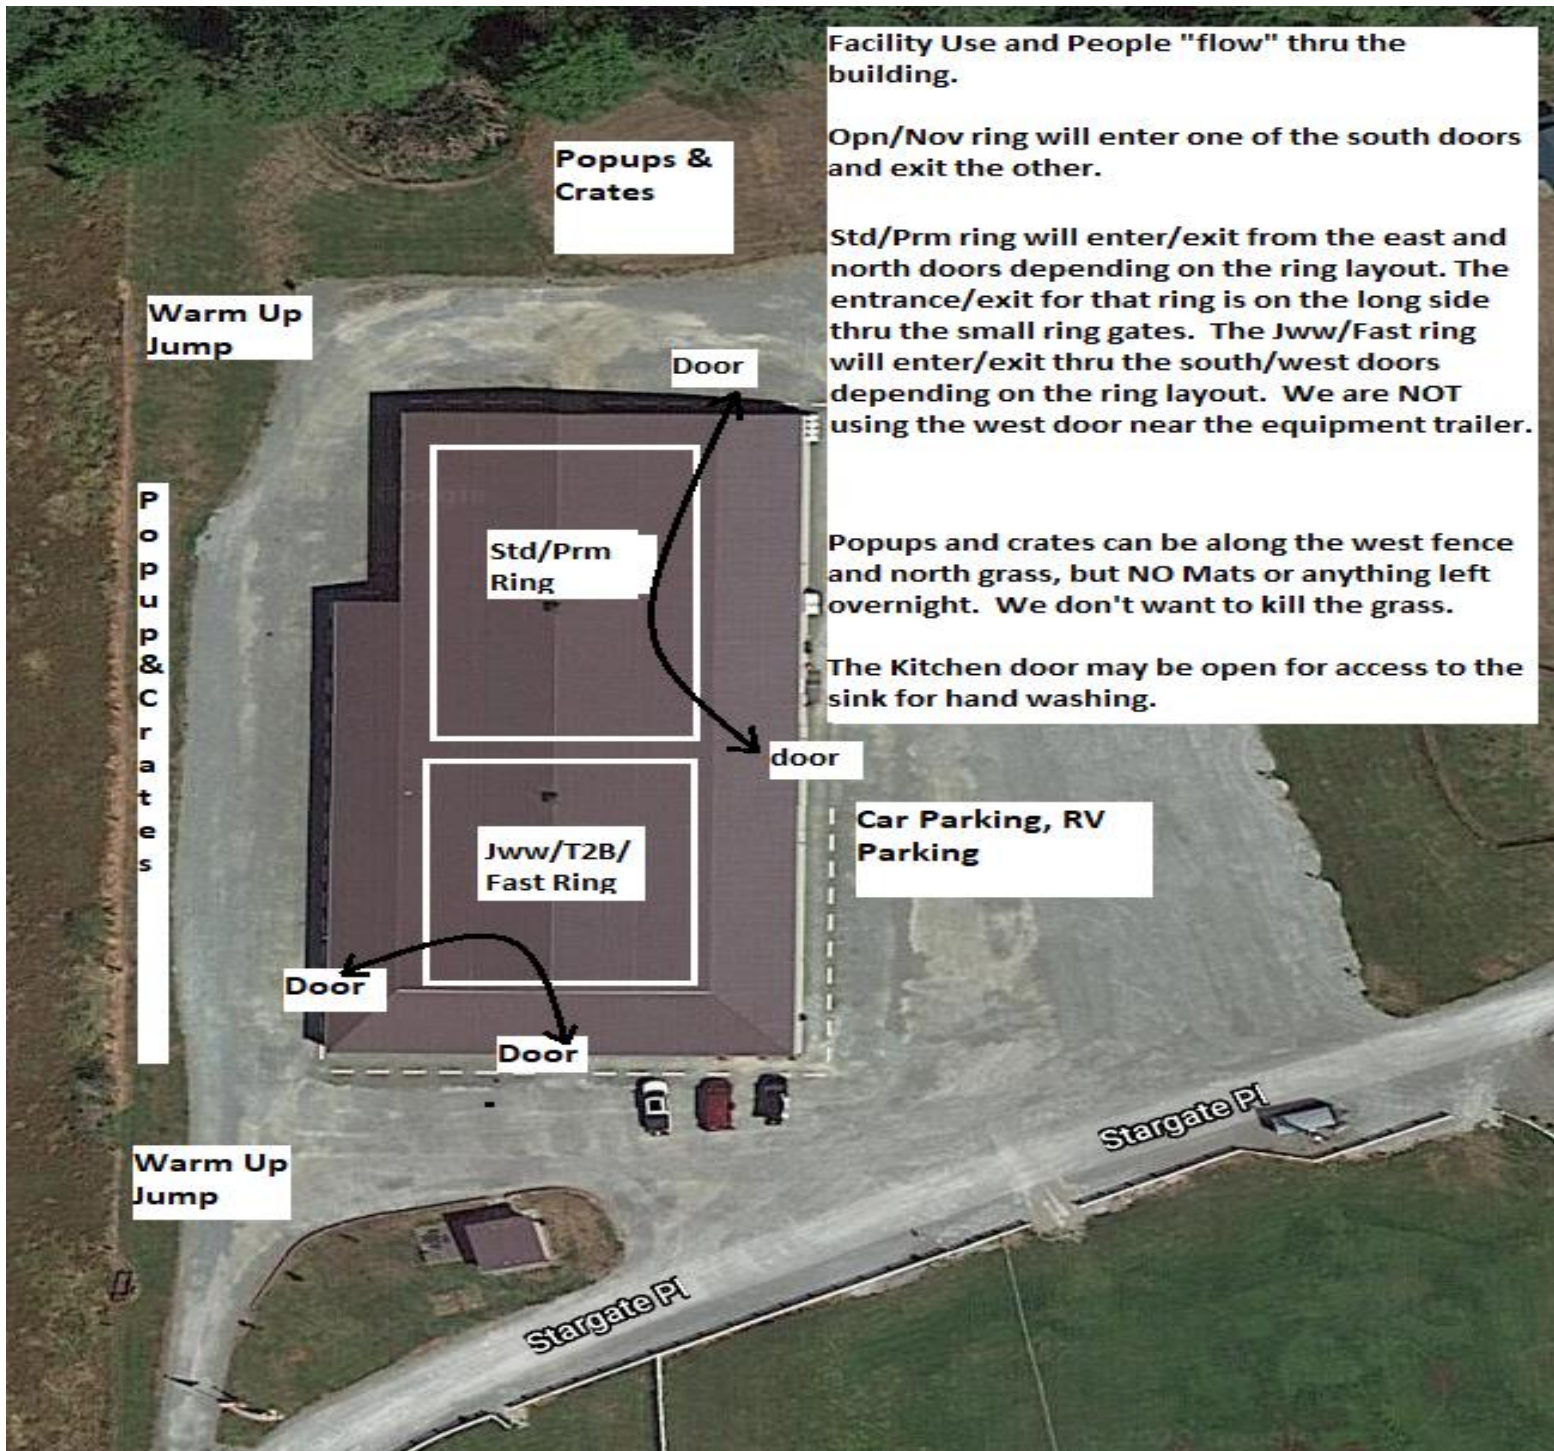 Facility Use and People "flow" thru the
building.
Opn/Nov ring will enter one of the south doors
and exit the other.
Std/Prm ring will enter/exit from the east and
north doors depending on the ring layout. The
entrance/exit for that ring is on the long side
thru the small ring gates. The Jww/Fast ring
will enter/exit thru the south/west doors
depending on the ring layout. We are NOT
using the west door near the equipment trailer.
Popups and crates can be along the west fence
and north grass, but NO Mats or anything left
overnight. We don't want to kill the grass.
The Kitchen door may be open for access to the
sink for hand washing.
Popups &
Crates
Warm Up
Jump
Door
Popup&Crates
Std/Prm
Ring
door
Car Parking, RV
Parking
Jww/T2B/
Fast Ring
Door
Door
Warm Up
Jump
Stargate Pl
Stargate Pl